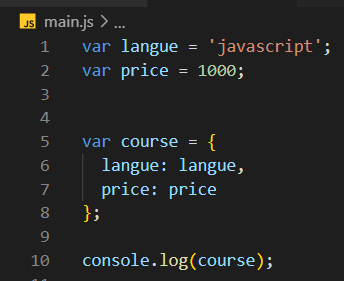 JS main.js > ...
1 var langue = 'javascript';
2 var price = 1000;
3
4
5 var course = {
6 langue: langue,
7 price: price
8 };
9
10 console.log(course);